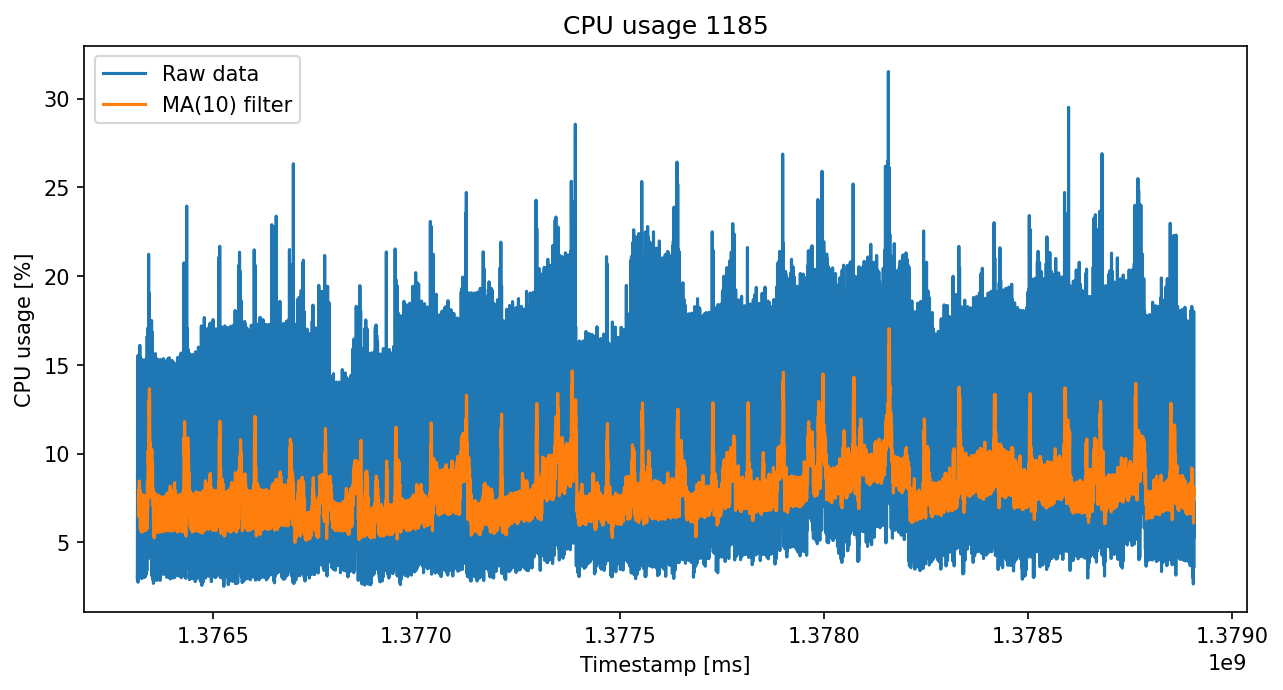 CPU usage 1185
Raw data
MA(10) filter
CPU usage [%]
30
25
20
15
10
5
1.3765 1.3770 1.3775 1.3780 1.3785 1.3790
1e9
Timestamp [ms]